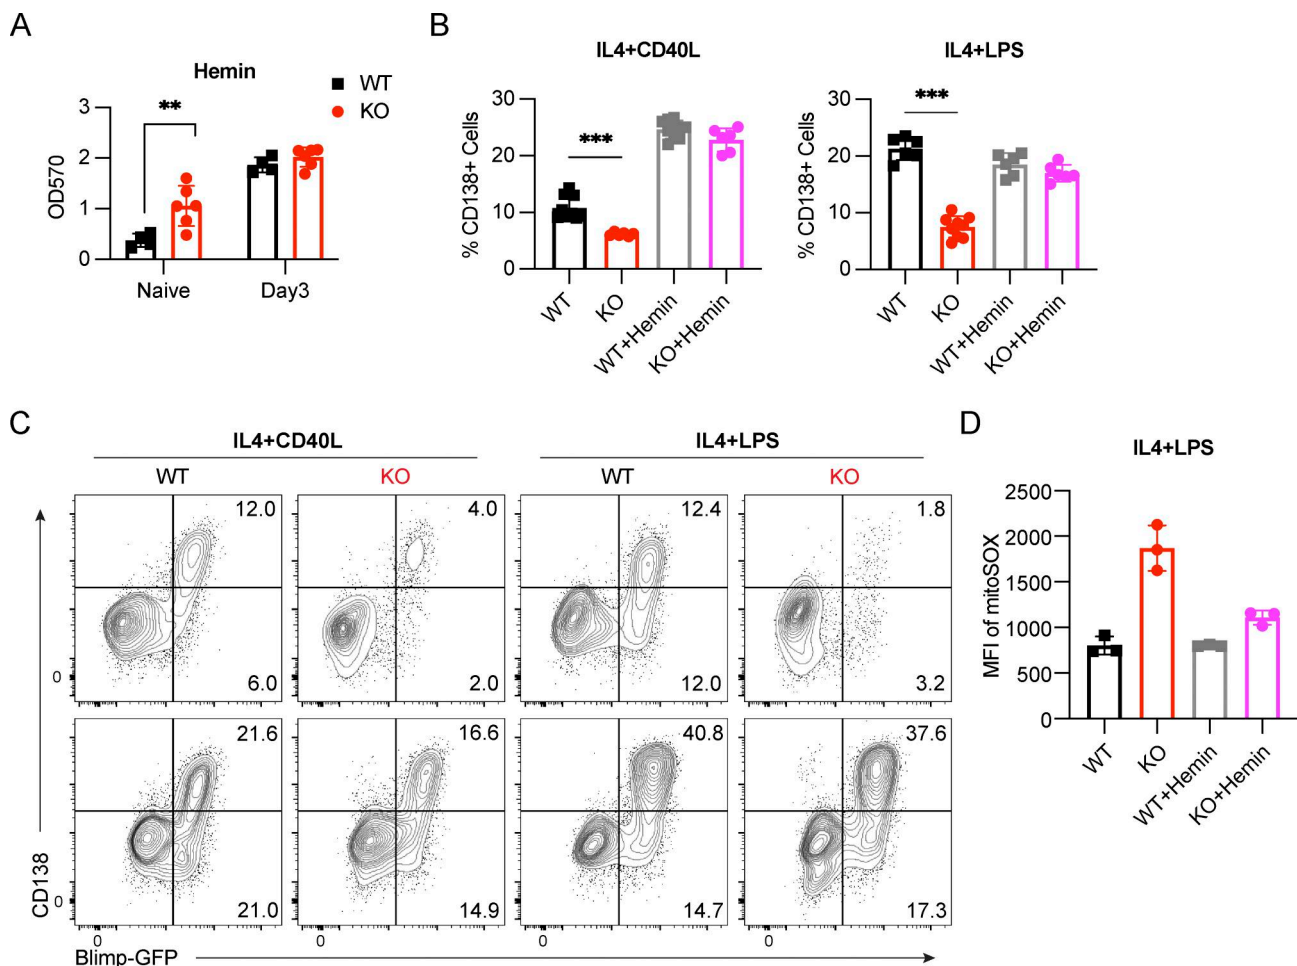 A
Hemin
WT
KO
**
OD570
3
2
1
0
Naive
Day3
B
IL4+CD40L
% CD138+ Cells
30
20
10
0
***
WT
KO
WT+Hemin
KO+Hemin
IL4+LPS
% CD138+ Cells
30
20
10
0
***
WT
KO
WT+Hemin
KO+Hemin
C
IL4+CD40L
IL4+LPS
WT
KO
WT
KO
12.0
4.0
12.4
1.8
0
6.0
2.0
12.0
3.2
21.6
16.6
40.8
37.6
CD138
0
21.0
14.9
14.7
17.3
0
0
0
0
Blimp-GFP
D
IL4+LPS
MFI of mitoSOX
2500
2000
1500
1000
500
0
WT
KO
WT+Hemin
KO+Hemin